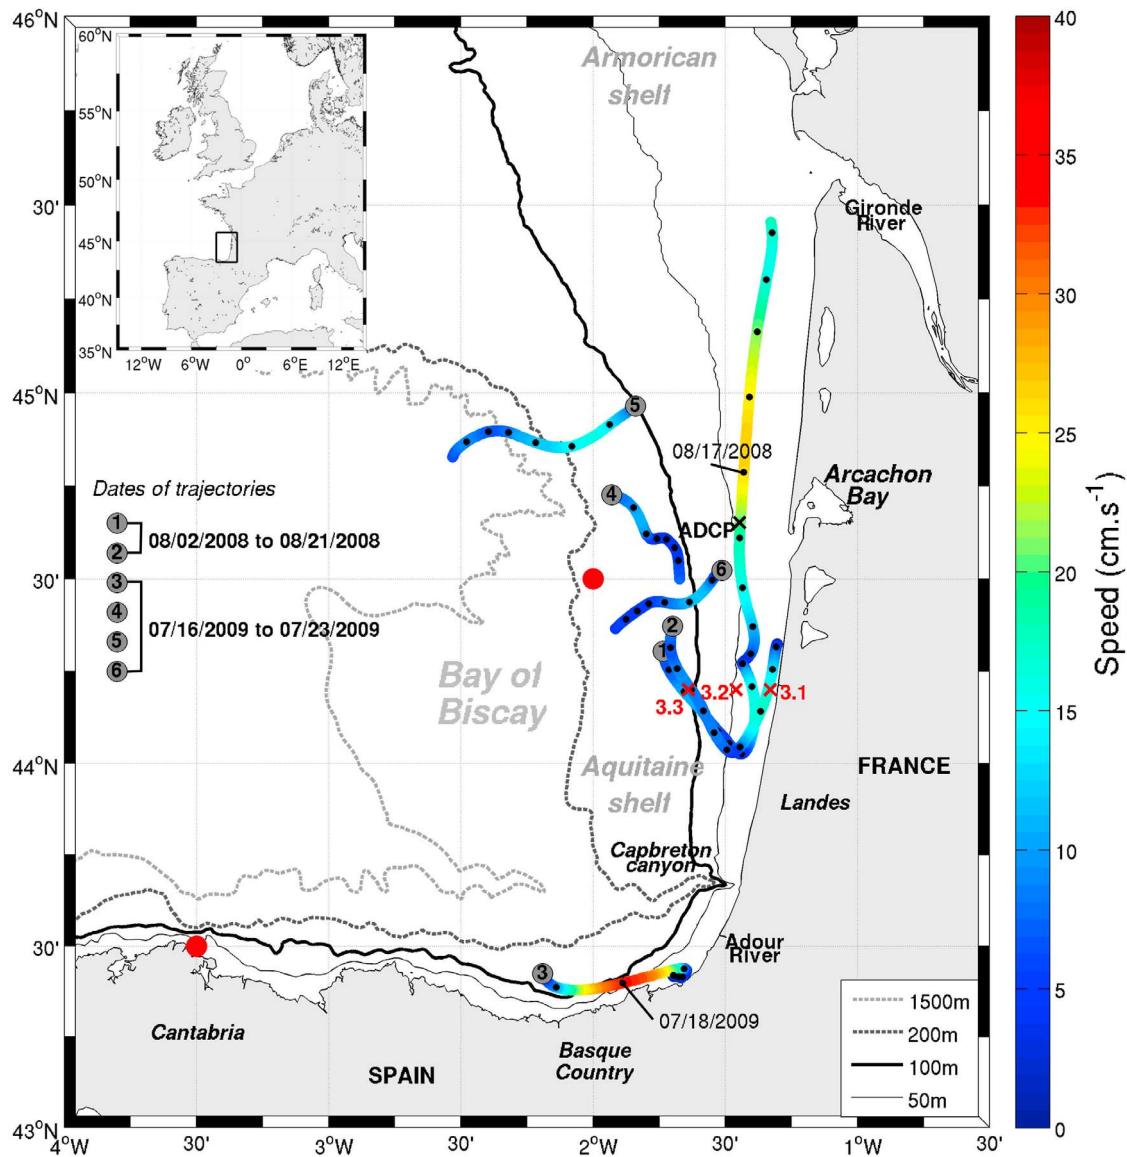 46°N
30'
45°N
30'
44°N
30'
43°N
4°W
30'
3°W
30'
2°W
30'
1°W
30'
60°N
55°N
50°N
45°N
40°N
35°N
12°W
6°W
0°
6°E
12°E
Armorican
shelf
Gironde
River
5
08/17/2008
Arcachon
Bay
4
ADCP
6
2
1
3.3
3.2
3.1
Dates of trajectories
1
2
08/02/2008 to 08/21/2008
3
4
5
6
07/16/2009 to 07/23/2009
Bay of
Biscay
Aquitaine
shelf
FRANCE
Landes
Capbreton
canyon
Adour
River
3
07/18/2009
Cantabria
Basque
Country
SPAIN
1500m
200m
100m
50m
40
35
30
25
20
15
10
5
0
Speed (cm.s⁻¹)